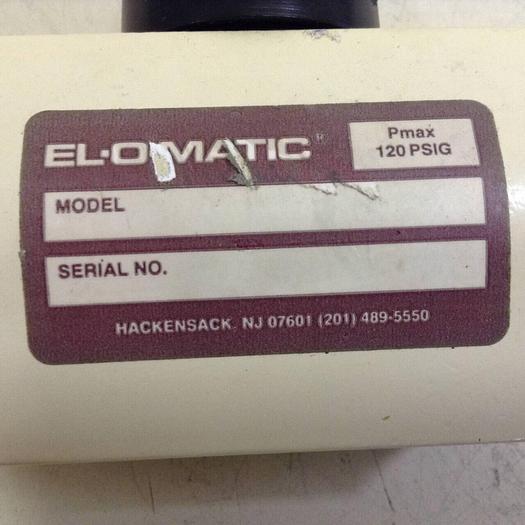 EL-O-MATIC®
Pmax
120 PSIG
MODEL
SERIAL NO.
HACKENSACK, NJ 07601 (201) 489-5550